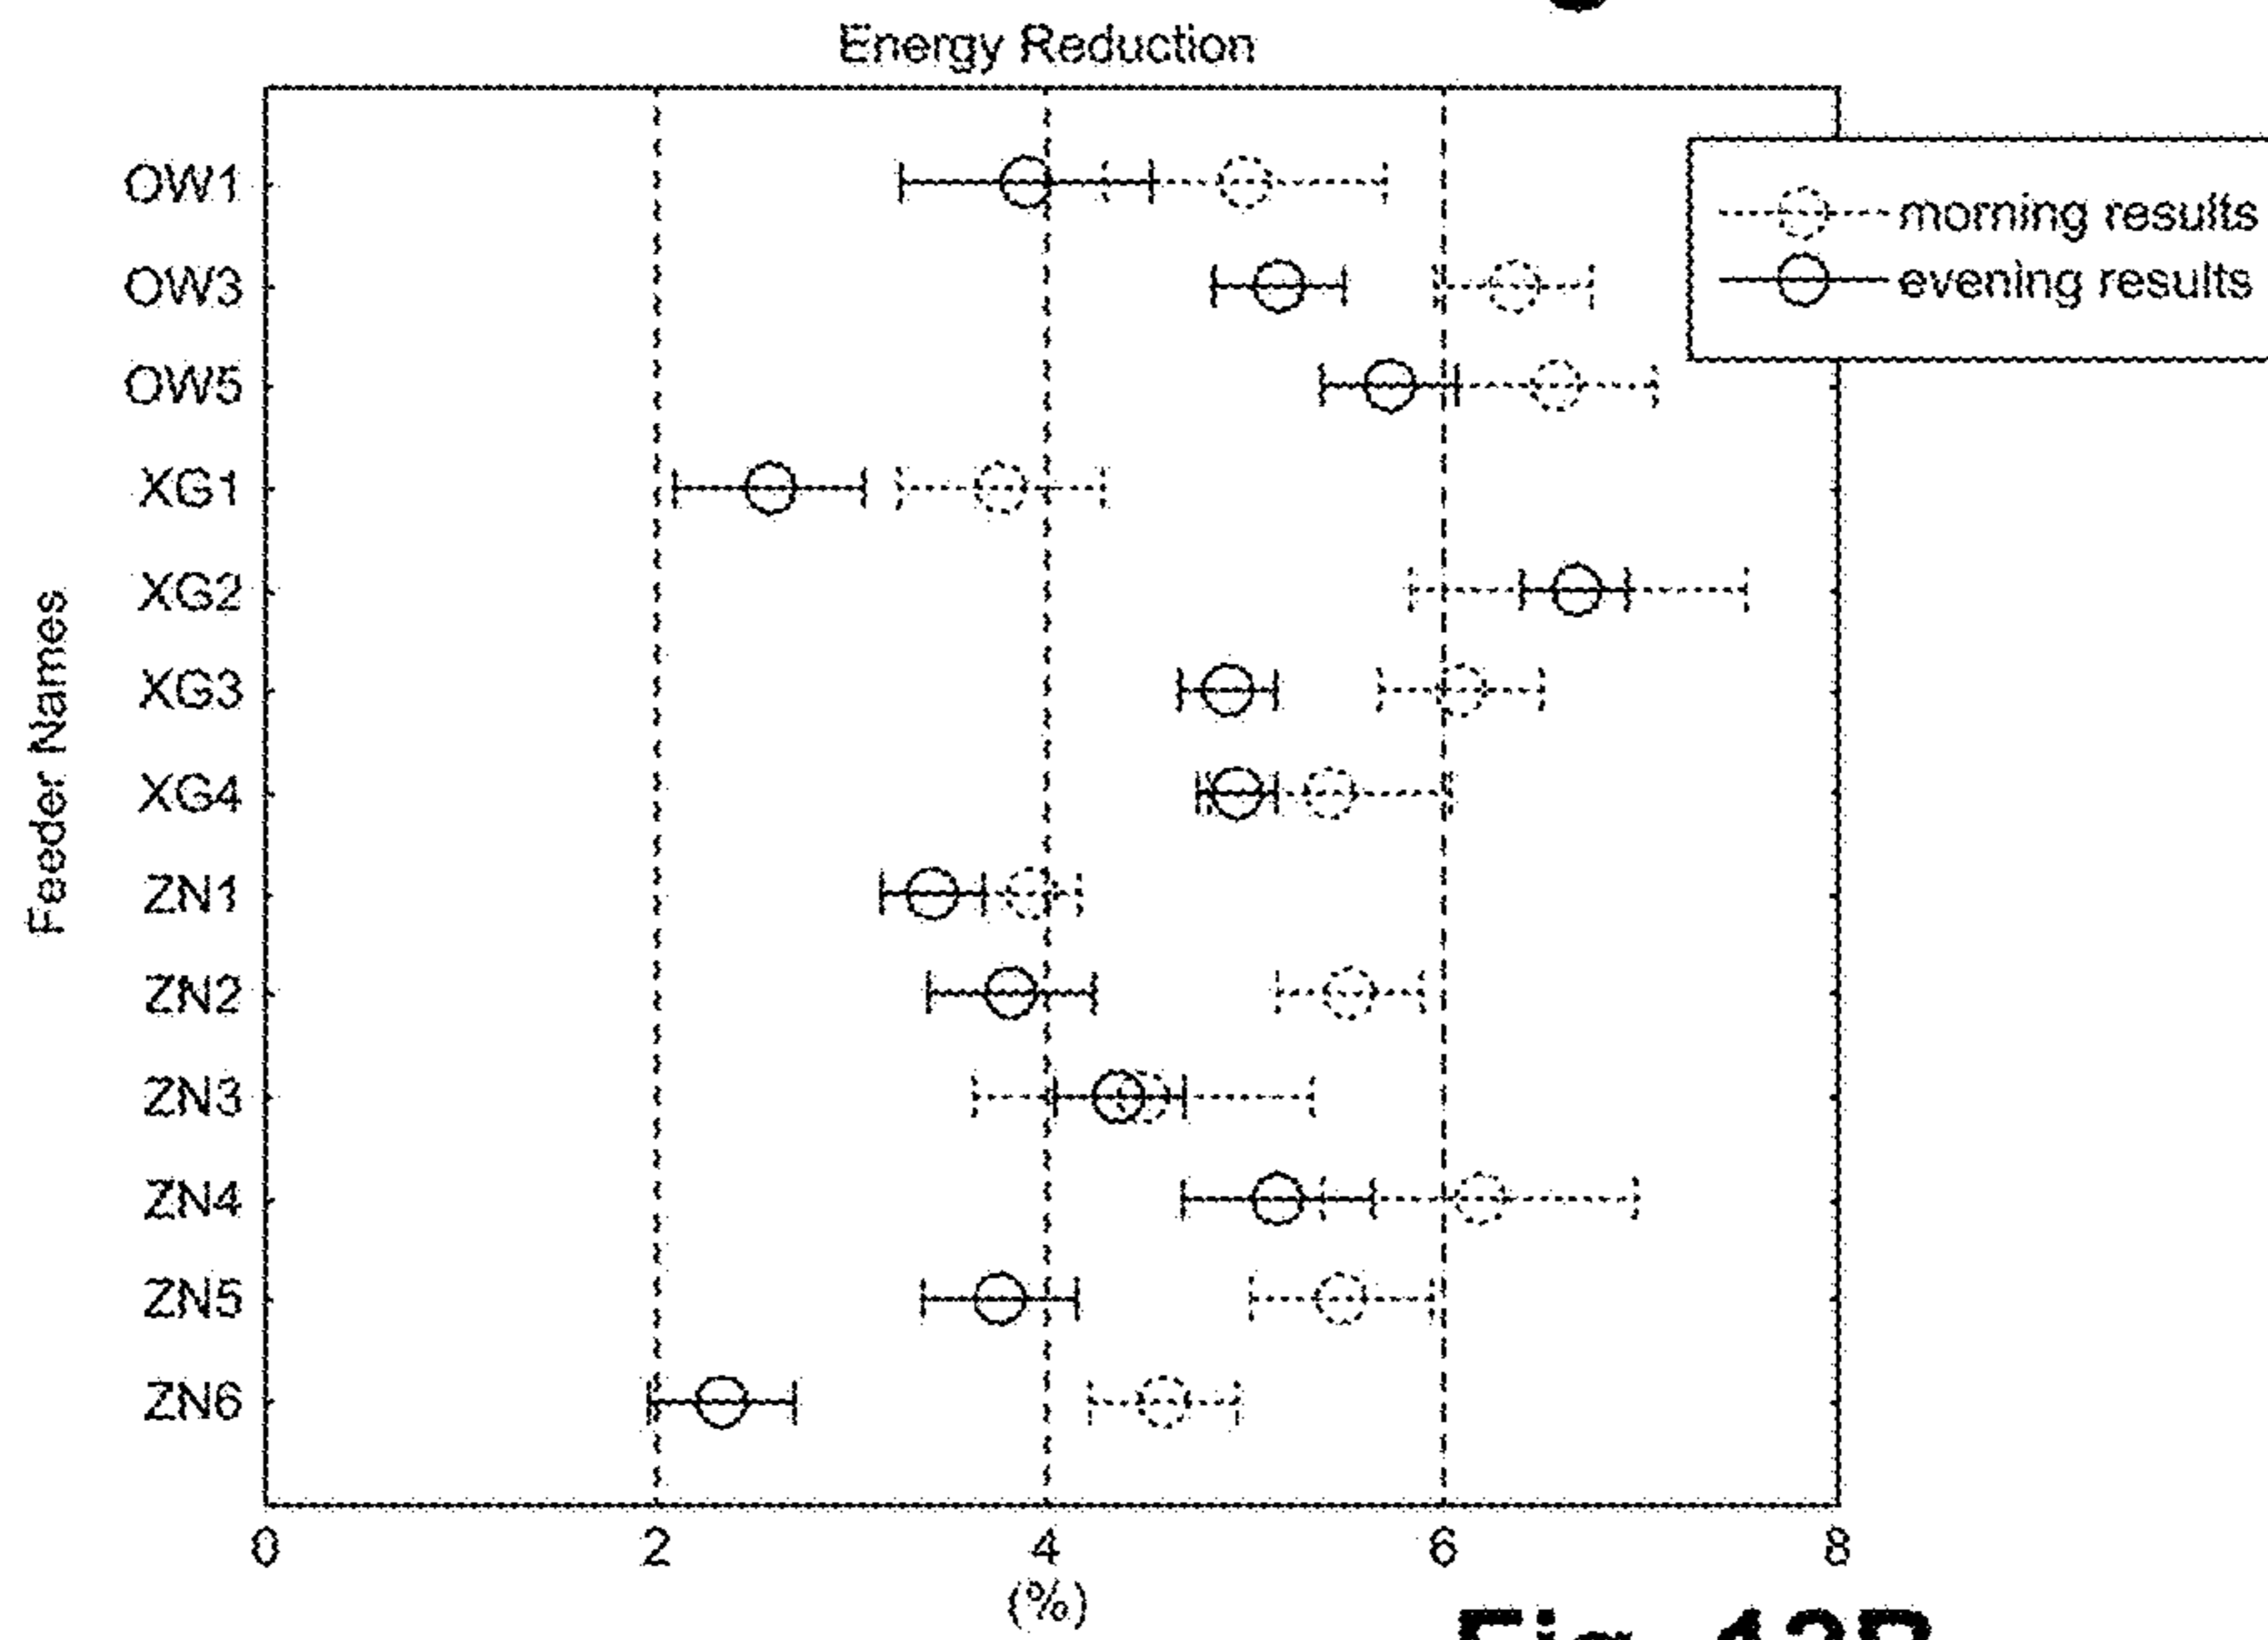 Energy Reduction
OW1
OW3
OW5
XG1
XG2
XG3
XG4
ZN1
ZN2
ZN3
ZN4
ZN5
ZN6
Feeder Names
morning results
evening results
0 2 4 6 8
(%)